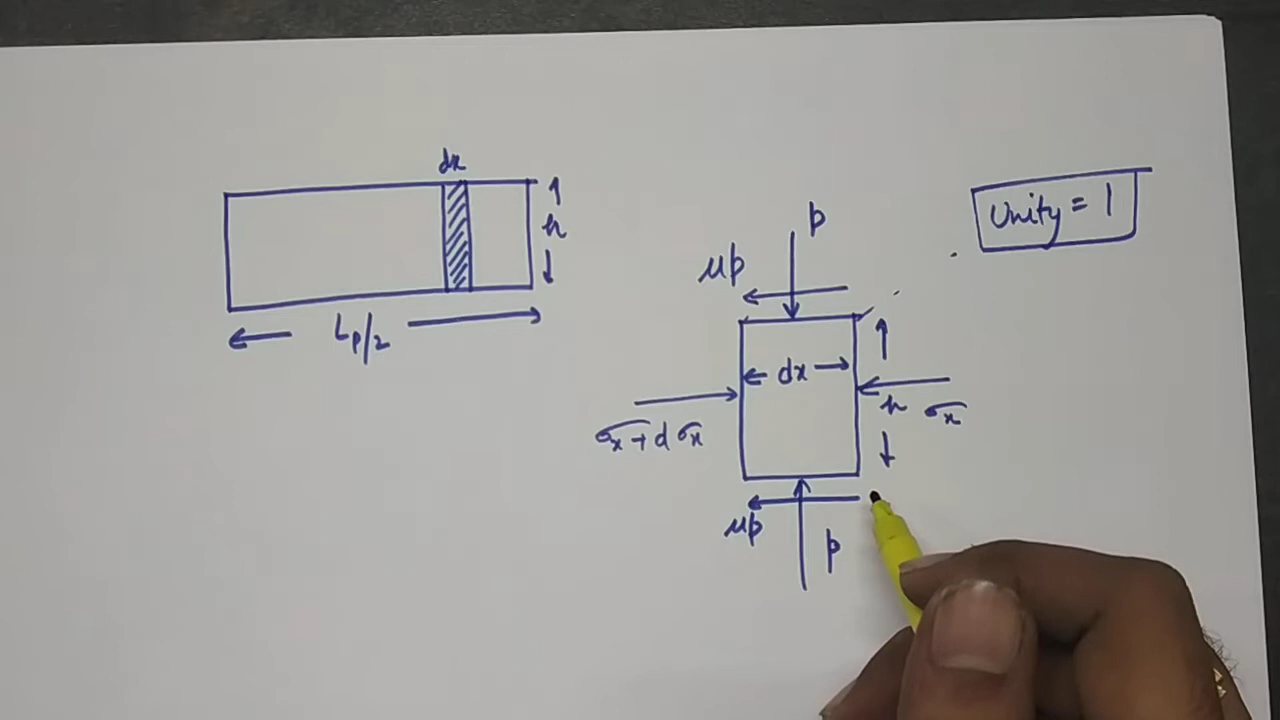 dx
h
Lp/2
Unity = 1
p
μp
dx
h
σx + dσx
σx
μp
p